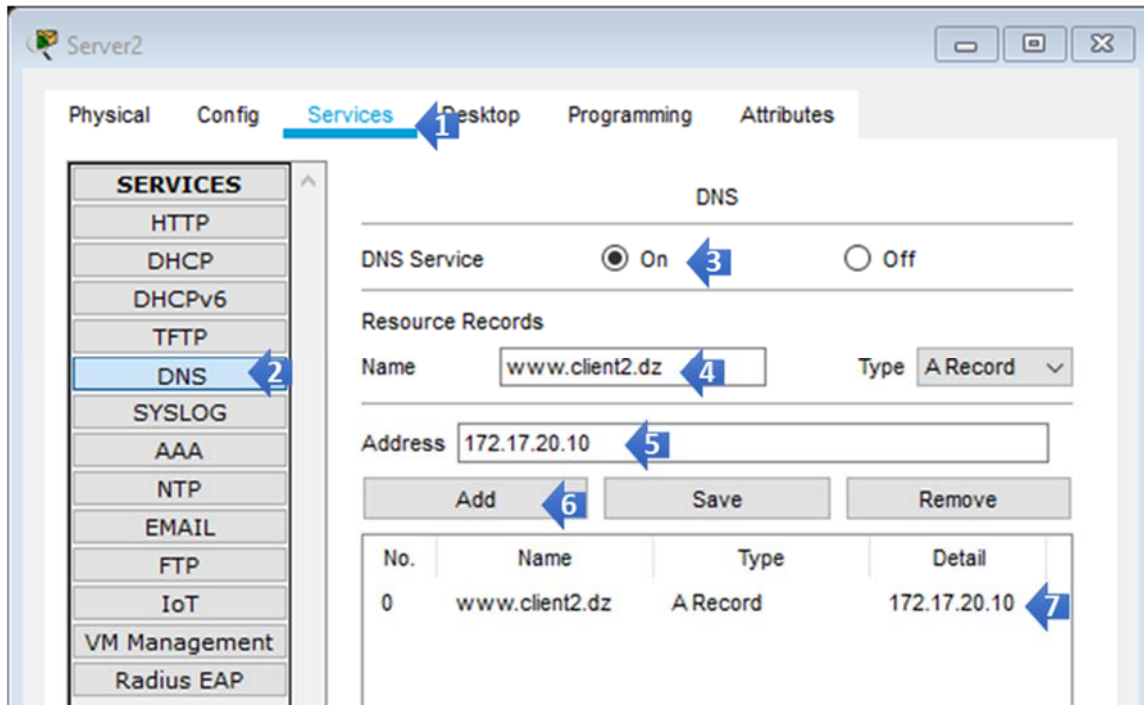 Server2
Physical Config Services 1 Desktop Programming Attributes
SERVICES
HTTP
DHCP
DHCPv6
TFTP
DNS 2
SYSLOG
AAA
NTP
EMAIL
FTP
IoT
VM Management
Radius EAP
DNS
DNS Service On 3 Off
Resource Records
Name www.client2.dz 4 Type A Record
Address 172.17.20.10 5
Add 6 Save Remove
No. Name Type Detail
0 www.client2.dz A Record 172.17.20.10 7